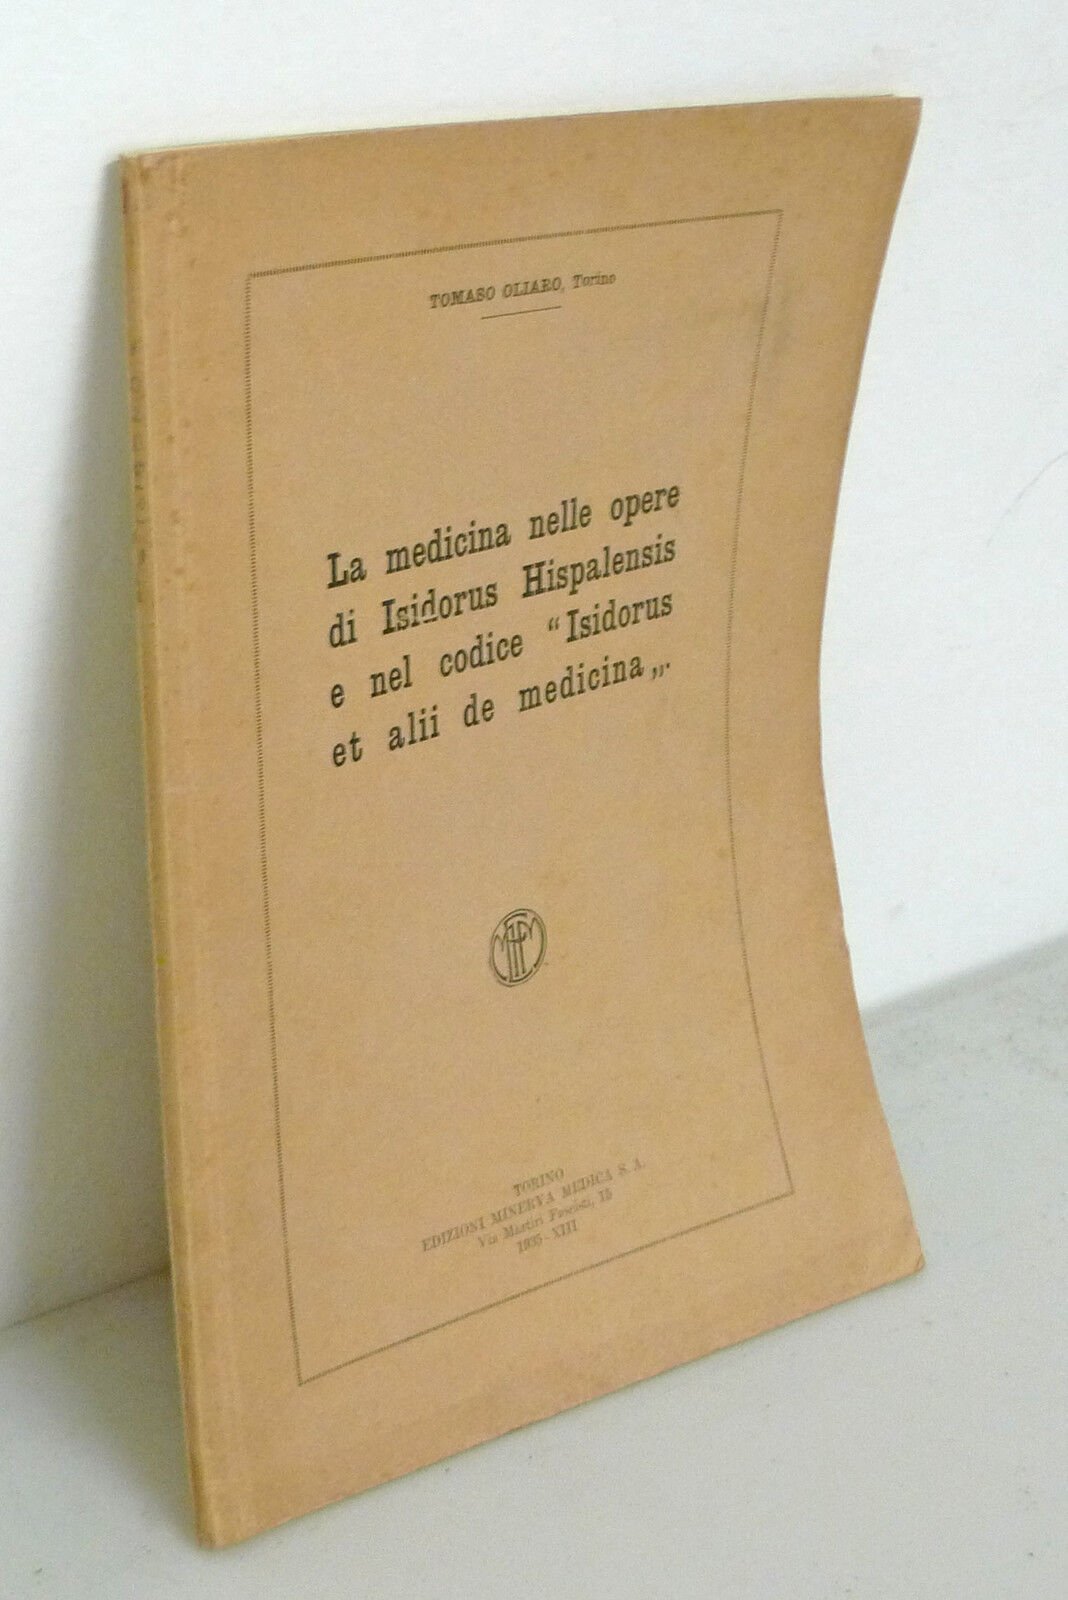 TOMASO OLIARO, Torino
La medicina nelle opere
di Isidorus Hispalensis
e nel codice “Isidorus
et alii de medicina„.
TORINO
EDIZIONI MINERVA MEDICA S. A.
Via Martiri Fascisti, 15
1935 - XIII